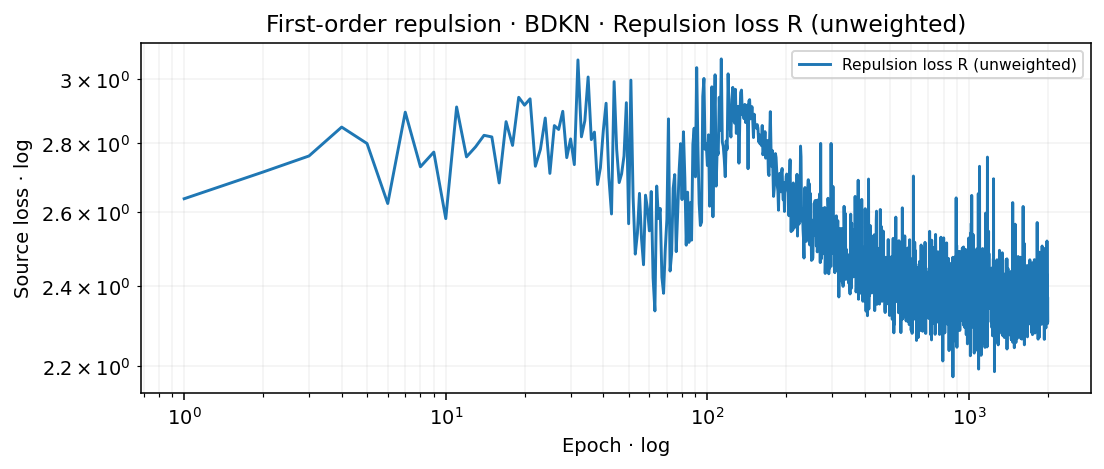 First-order repulsion · BDKN · Repulsion loss R (unweighted)
Repulsion loss R (unweighted)
Source loss · log
3 × 10⁰
2.8 × 10⁰
2.6 × 10⁰
2.4 × 10⁰
2.2 × 10⁰
10⁰ 10¹ 10² 10³
Epoch · log